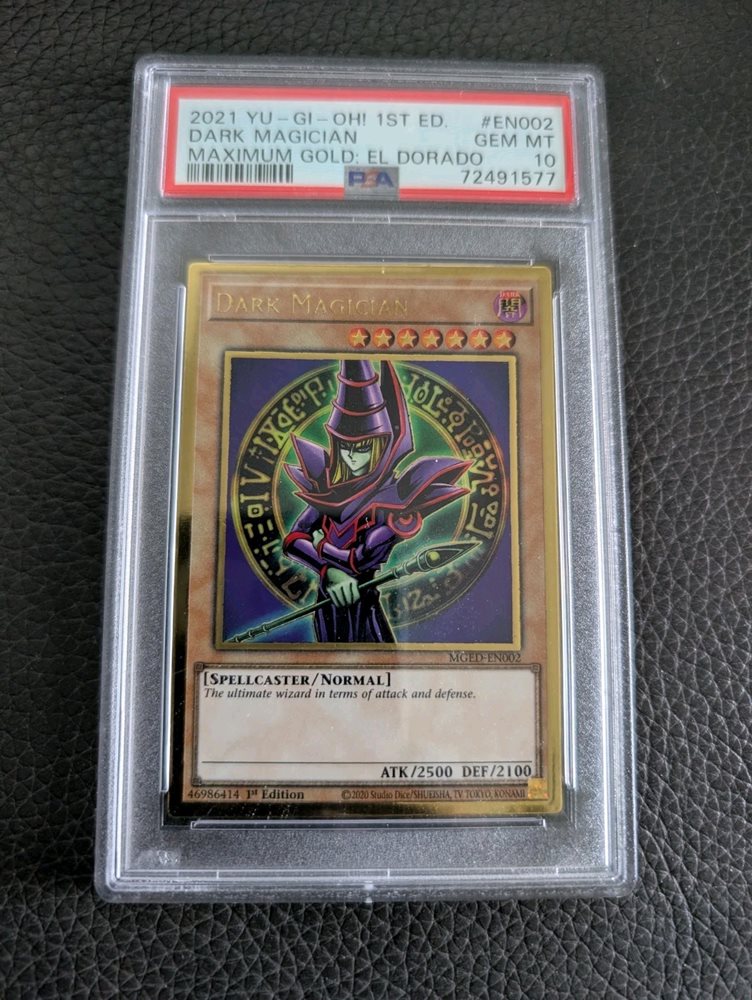 2021 YU-GI-OH! 1ST ED. #EN002
DARK MAGICIAN GEM MT
MAXIMUM GOLD: EL DORADO 10
PSA 72491577
DARK MAGICIAN
DARK
MGED-EN002
[SPELLCASTER/NORMAL]
The ultimate wizard in terms of attack and defense.
ATK/2500 DEF/2100
46986414 1st Edition ©2020 Studio Dice/SHUEISHA, TV TOKYO, KONAMI